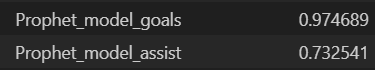 Prophet_model_goals 0.974689
Prophet_model_assist 0.732541